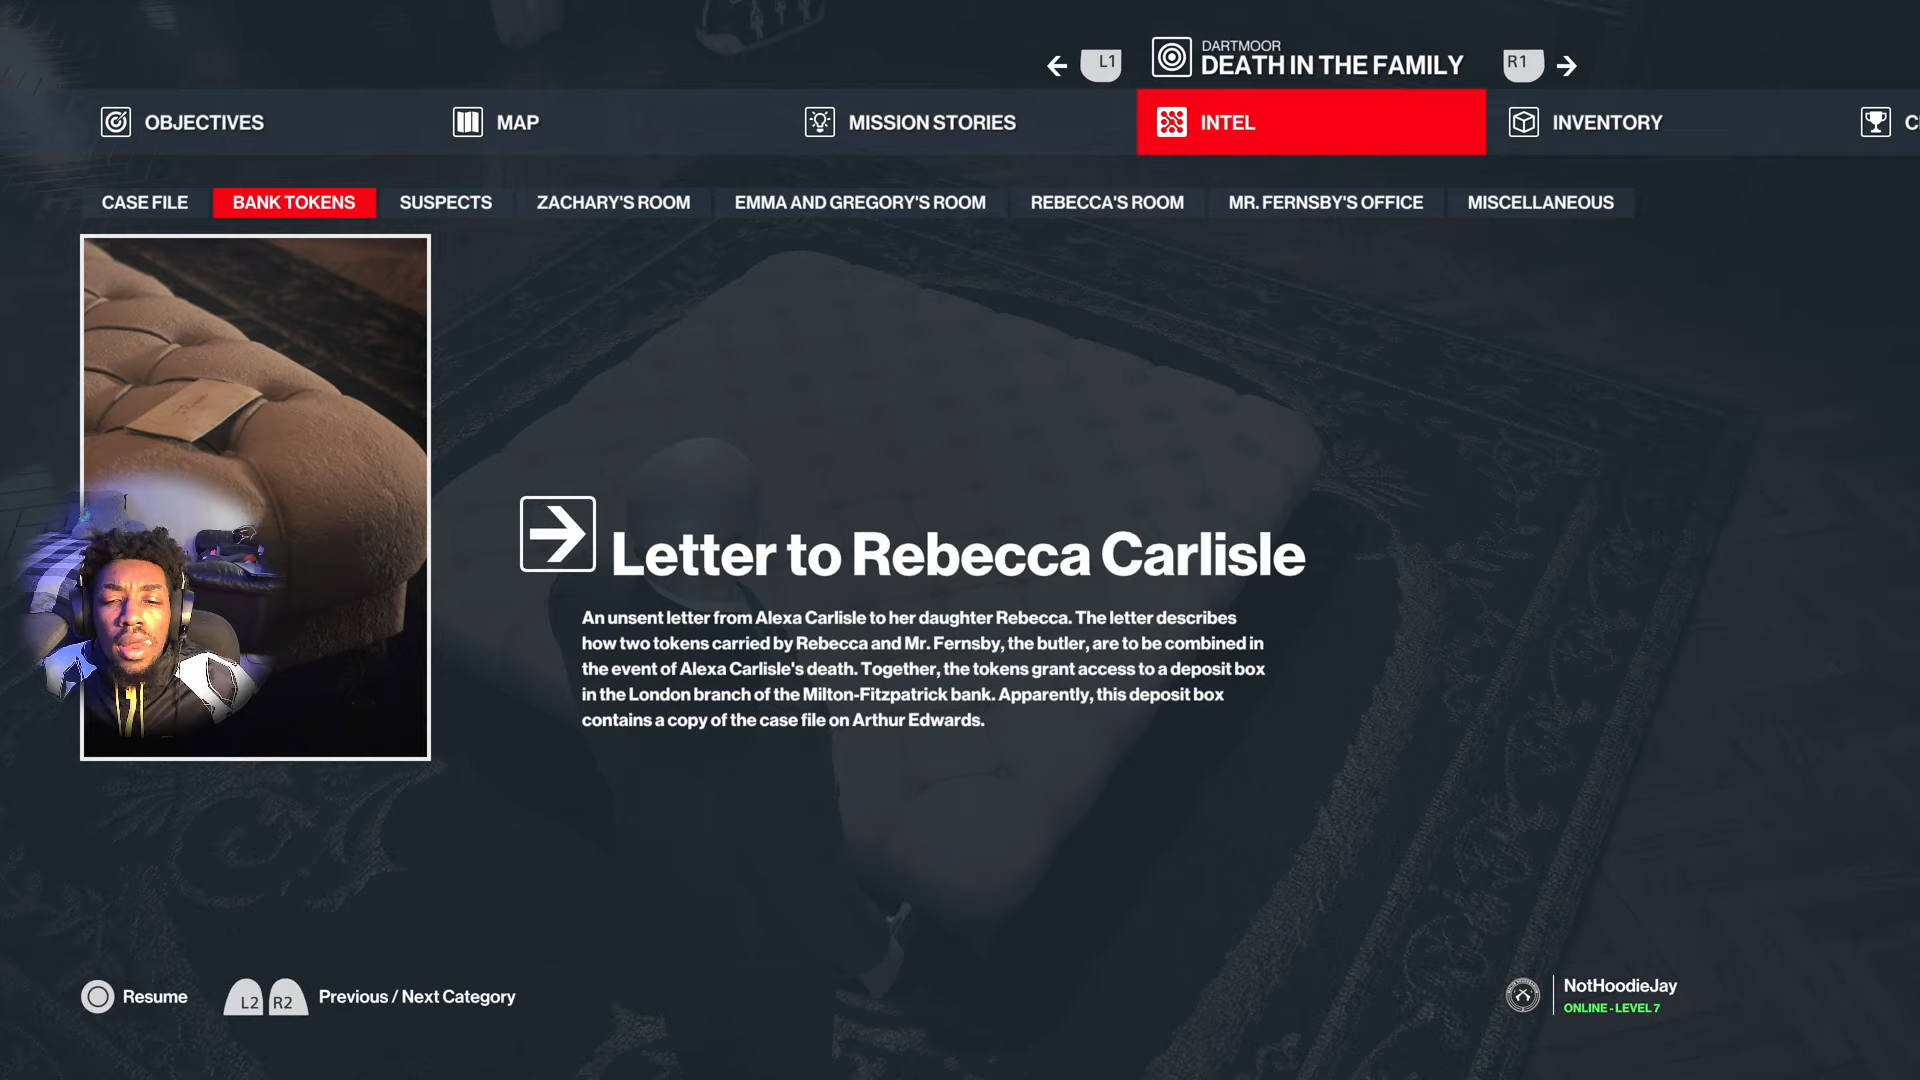 L1
DARTMOOR
DEATH IN THE FAMILY
R1
OBJECTIVES
MAP
MISSION STORIES
INTEL
INVENTORY
CASE FILE
BANK TOKENS
SUSPECTS
ZACHARY'S ROOM
EMMA AND GREGORY'S ROOM
REBECCA'S ROOM
MR. FERNSBY'S OFFICE
MISCELLANEOUS
Letter to Rebecca Carlisle
An unsent letter from Alexa Carlisle to her daughter Rebecca. The letter describes
how two tokens carried by Rebecca and Mr. Fernsby, the butler, are to be combined in
the event of Alexa Carlisle's death. Together, the tokens grant access to a deposit box
in the London branch of the Milton-Fitzpatrick bank. Apparently, this deposit box
contains a copy of the case file on Arthur Edwards.
Resume
L2
R2
Previous / Next Category
NotHoodieJay
ONLINE - LEVEL 7